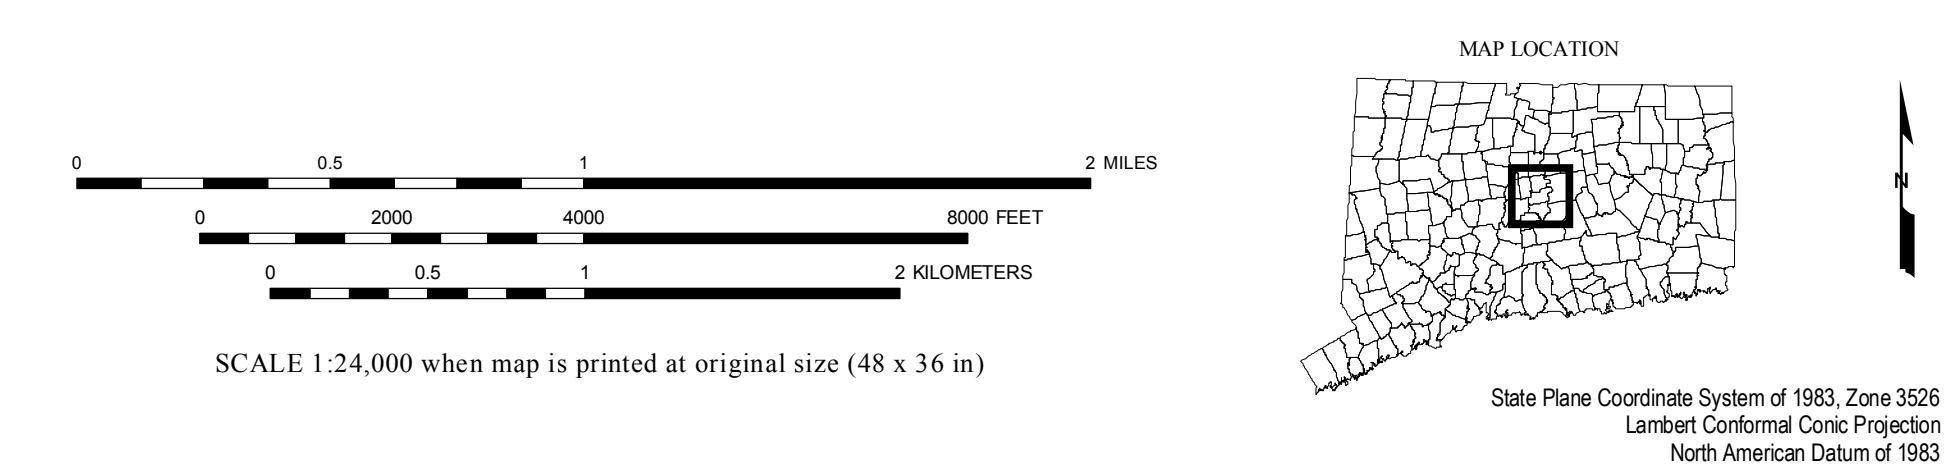 MAP LOCATION
0 0.5 1 2 MILES
0 2000 4000 8000 FEET
0 0.5 1 2 KILOMETERS
SCALE 1:24,000 when map is printed at original size (48 x 36 in)
N
State Plane Coordinate System of 1983, Zone 3526
Lambert Conformal Conic Projection
North American Datum of 1983